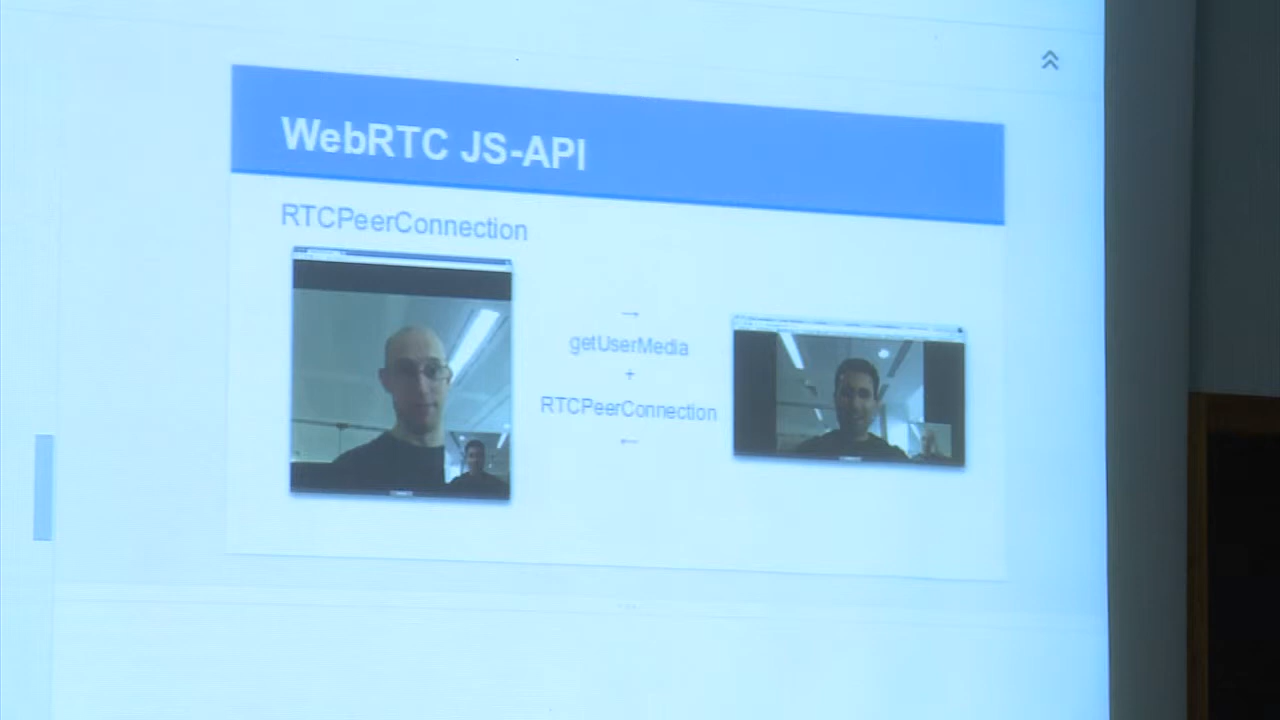 WebRTC JS-API
RTCPeerConnection
→
getUserMedia
+
RTCPeerConnection
←